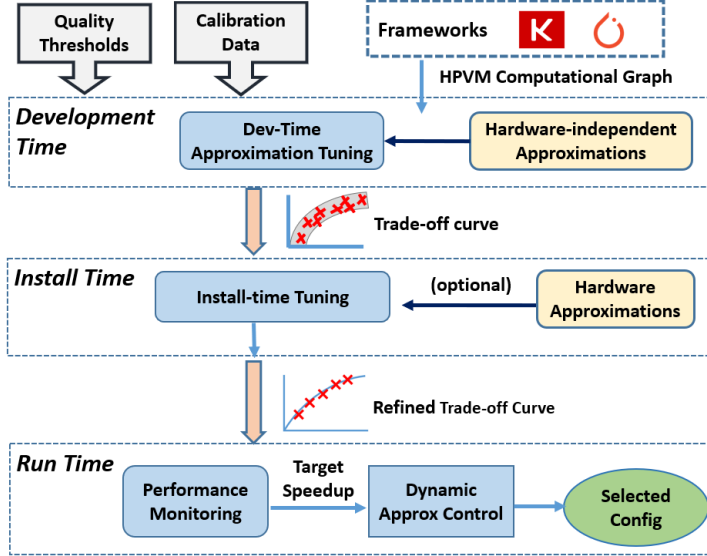 Quality
Thresholds
Calibration
Data
Frameworks
HPVM Computational Graph
Development
Time
Dev-Time
Approximation Tuning
Hardware-independent
Approximations
Trade-off curve
Install Time
Install-time Tuning
(optional)
Hardware
Approximations
Refined Trade-off Curve
Run Time
Performance
Monitoring
Target
Speedup
Dynamic
Approx Control
Selected
Config